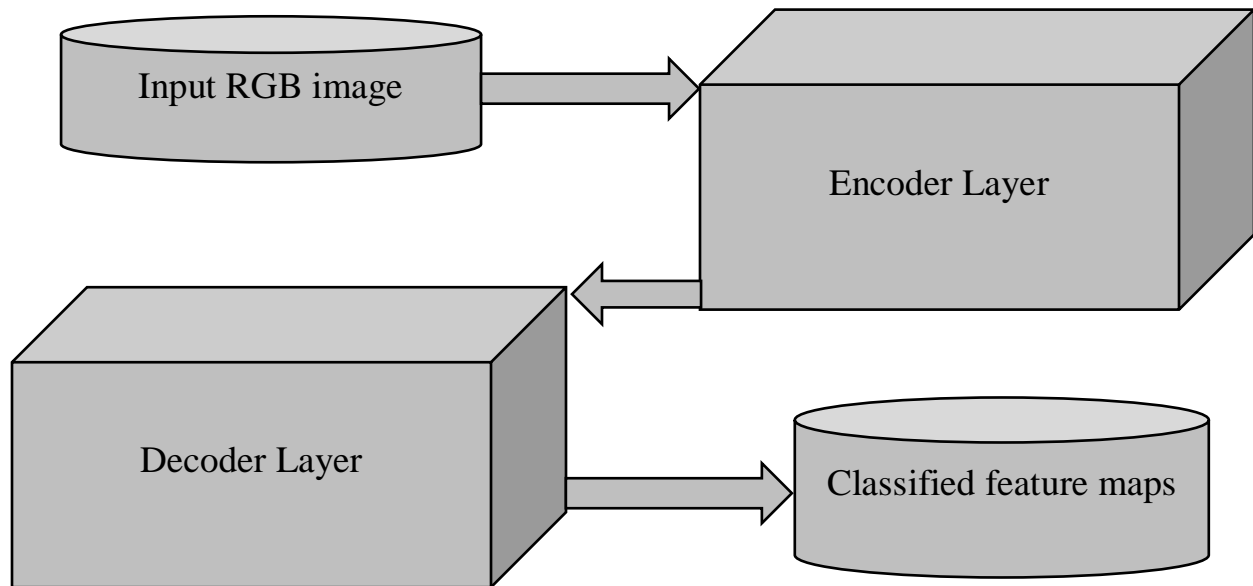 Input RGB image
Encoder Layer
Decoder Layer
Classified feature maps